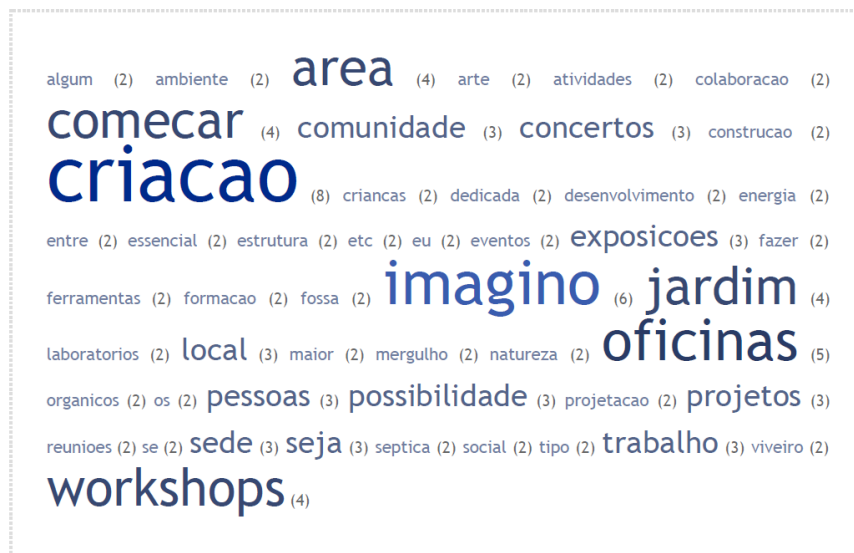 algum (2) ambiente (2) area (4) arte (2) atividades (2) colaboracao (2)
comecar (4) comunidade (3) concertos (3) construcao (2)
criacao (8) criancas (2) dedicada (2) desenvolvimento (2) energia (2)
entre (2) essencial (2) estrutura (2) etc (2) eu (2) eventos (2) exposicoes (3) fazer (2)
ferramentas (2) formacao (2) fossa (2) imagino (6) jardim (4)
laboratorios (2) local (3) maior (2) mergulho (2) natureza (2) oficinas (5)
organicos (2) os (2) pessoas (3) possibilidade (3) projetacao (2) projetos (3)
reunioes (2) se (2) sede (3) seja (3) septica (2) social (2) tipo (2) trabalho (3) viveiro (2)
workshops (4)